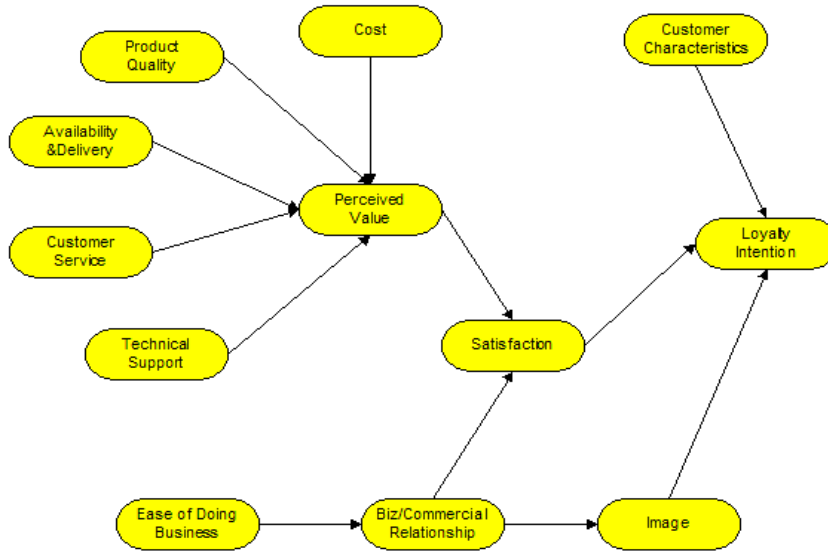 Cost
Customer
Characteristics
Product
Quality
Availability
&Delivery
Perceived
Value
Loyalty
Intention
Customer
Service
Technical
Support
Satisfaction
Ease of Doing
Business
Biz/Commercial
Relationship
Image